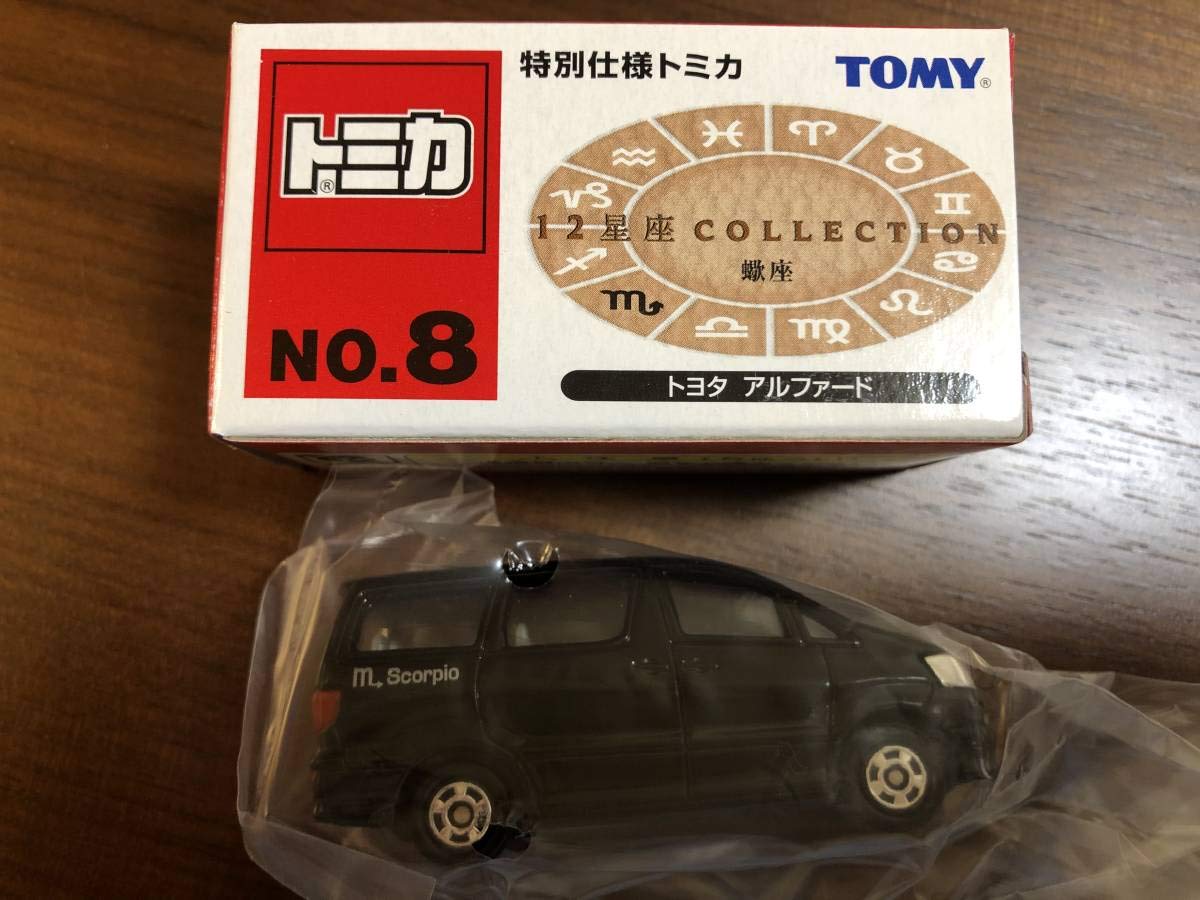 特別仕様トミカ
TOMY®
トミカ®
12星座 COLLECTION
蠍座
NO.8
トヨタ アルファード
♏ Scorpio